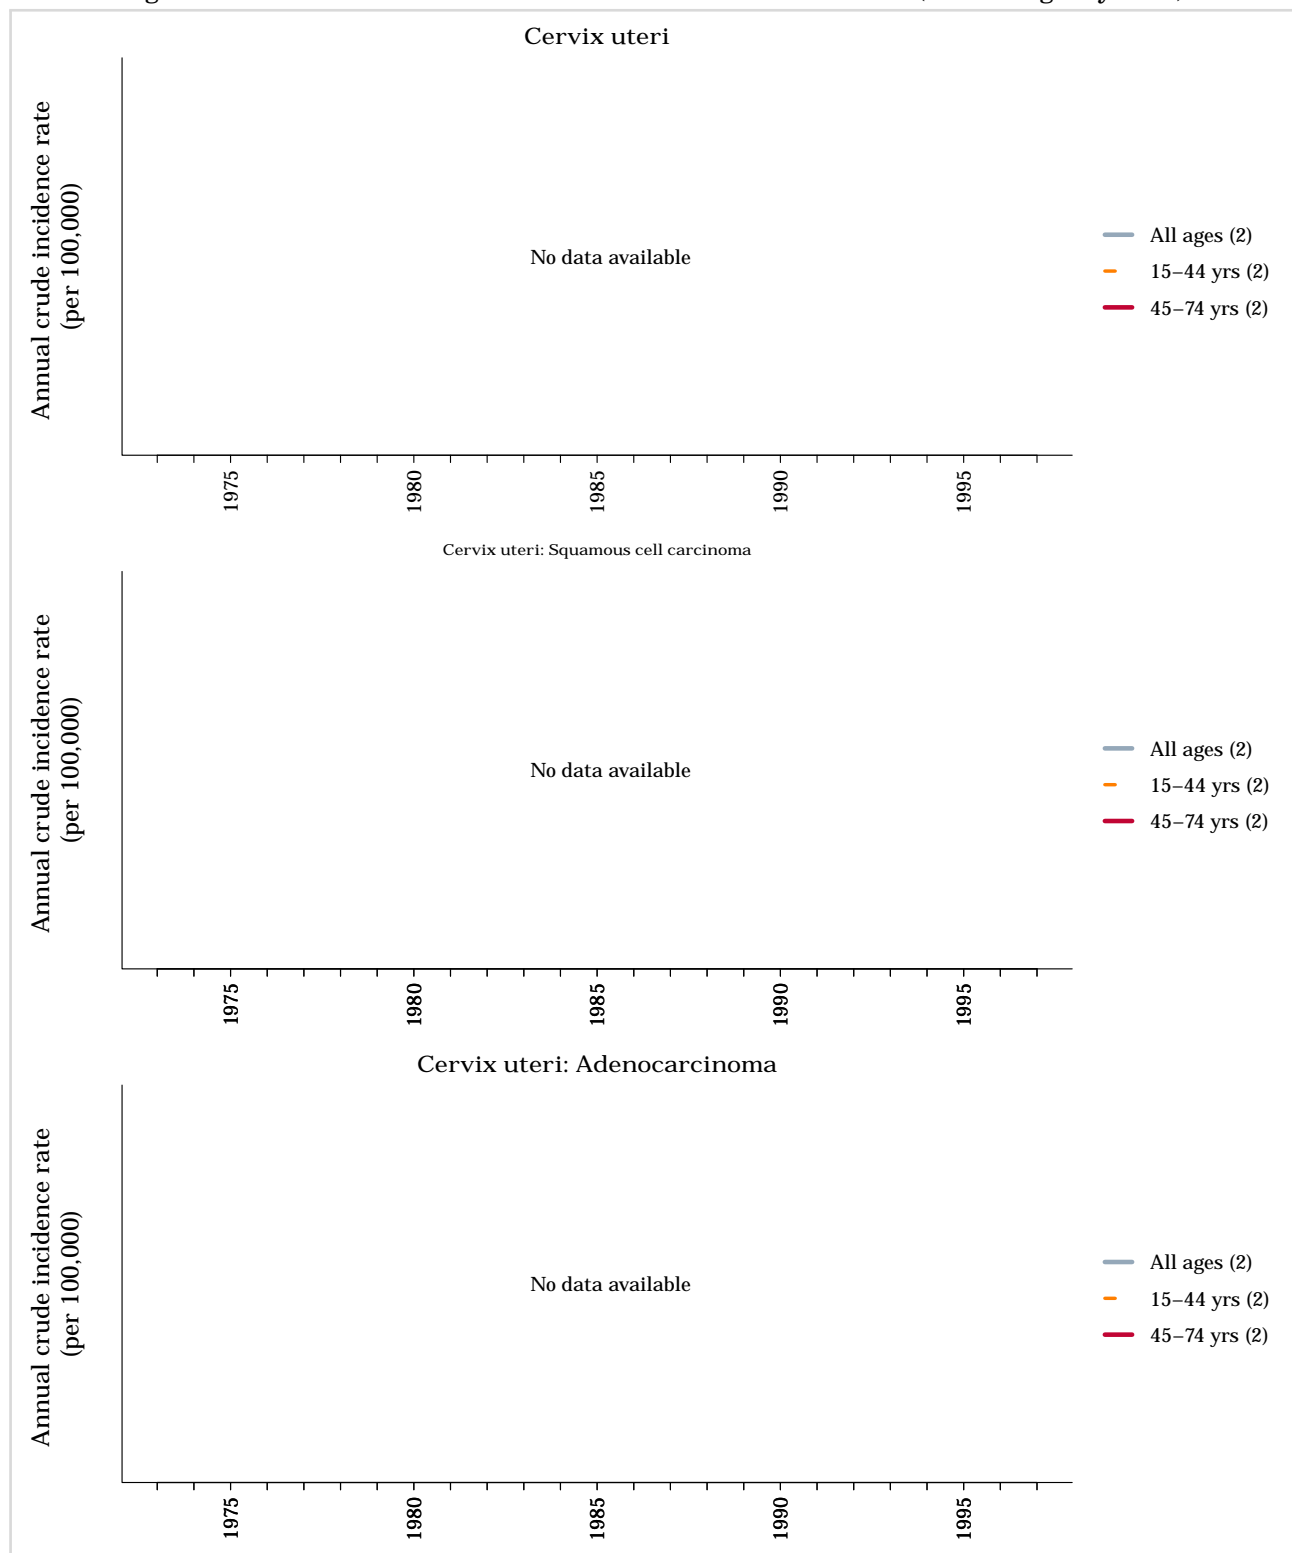 Cervix uteri
Annual crude incidence rate
(per 100,000)
No data available
All ages (2)
15–44 yrs (2)
45–74 yrs (2)
1975
1980
1985
1990
1995
Cervix uteri: Squamous cell carcinoma
Annual crude incidence rate
(per 100,000)
No data available
All ages (2)
15–44 yrs (2)
45–74 yrs (2)
1975
1980
1985
1990
1995
Cervix uteri: Adenocarcinoma
Annual crude incidence rate
(per 100,000)
No data available
All ages (2)
15–44 yrs (2)
45–74 yrs (2)
1975
1980
1985
1990
1995